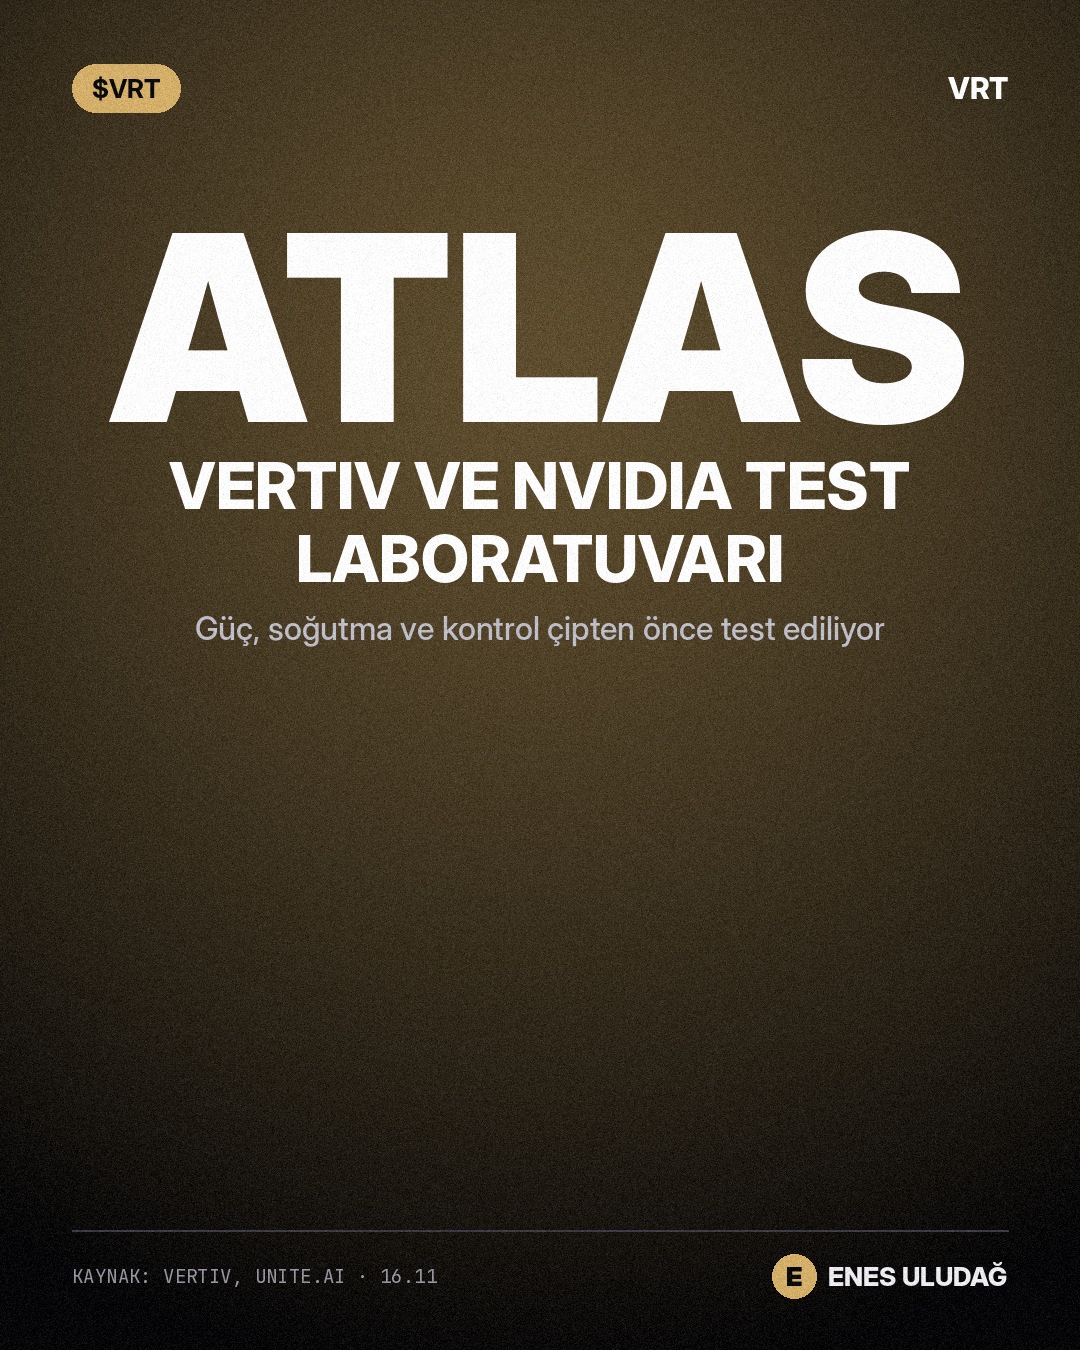 $VRT
VRT
ATLAS
VERTIV VE NVIDIA TEST
LABORATUVARI
Güç, soğutma ve kontrol çipten önce test ediliyor
KAYNAK: VERTIV, UNITE.AI · 16.11
E ENES ULUDAĞ